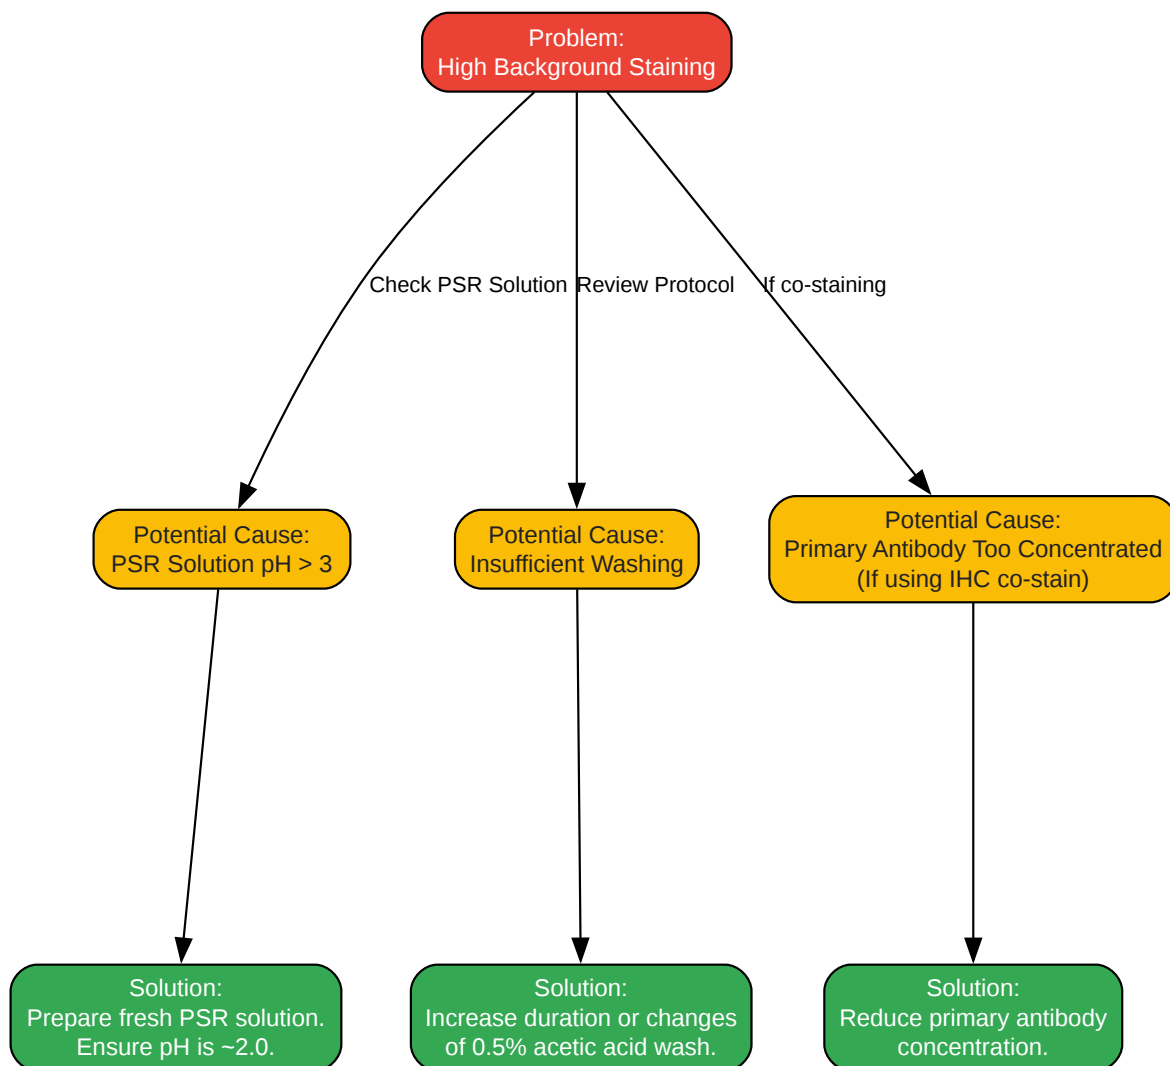 Problem:
High Background Staining
Check PSR Solution
Review Protocol
If co-staining
Potential Cause:
PSR Solution pH > 3
Potential Cause:
Insufficient Washing
Potential Cause:
Primary Antibody Too Concentrated
(If using IHC co-stain)
Solution:
Prepare fresh PSR solution.
Ensure pH is ~2.0.
Solution:
Increase duration or changes
of 0.5% acetic acid wash.
Solution:
Reduce primary antibody
concentration.